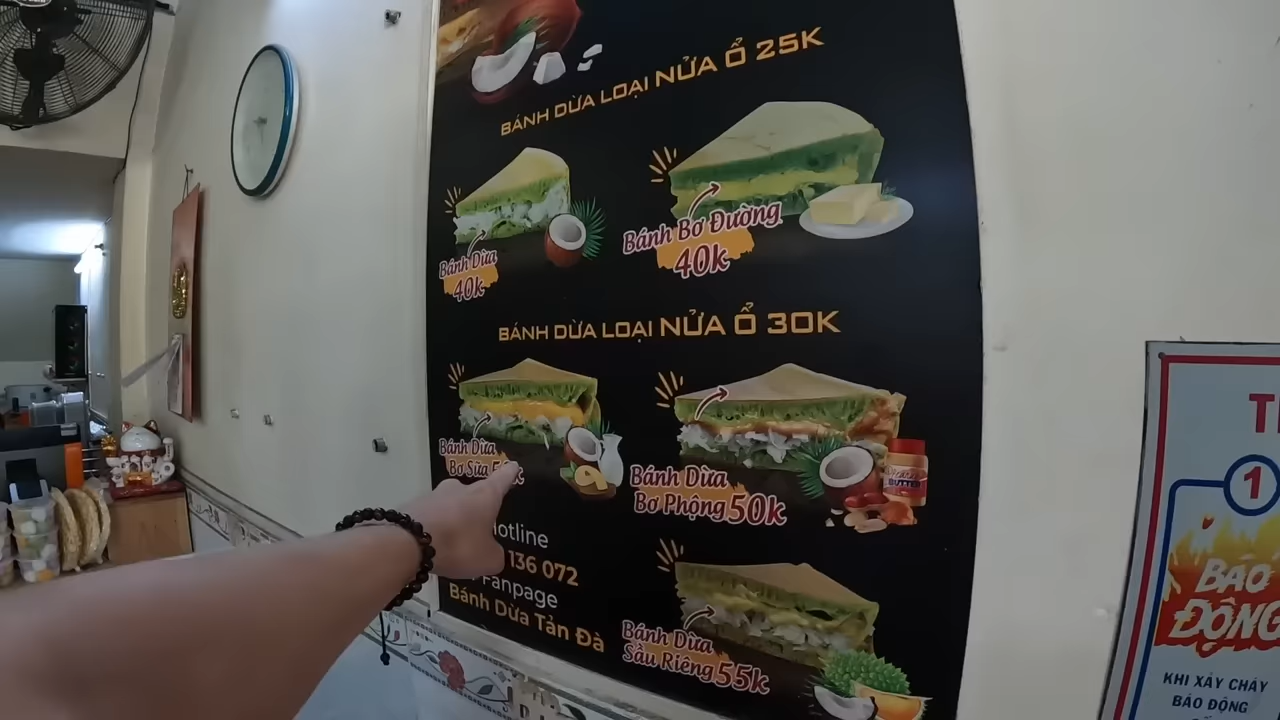 BÁNH DỪA LOẠI NỬA Ổ 25K
Bánh Dừa
40k
Bánh Bơ Đường
40k
BÁNH DỪA LOẠI NỬA Ổ 30K
Bánh Dừa
Bơ Sữa
Bánh Dừa
Bơ Phộng 50k
136 072
Fanpage
Bánh Dừa Tản Đà
Bánh Dừa
Sầu Riêng 55k
BUTTER
1
BÁO
ĐỘNG
KHI XẢY CHÁY
BÁO ĐỘNG